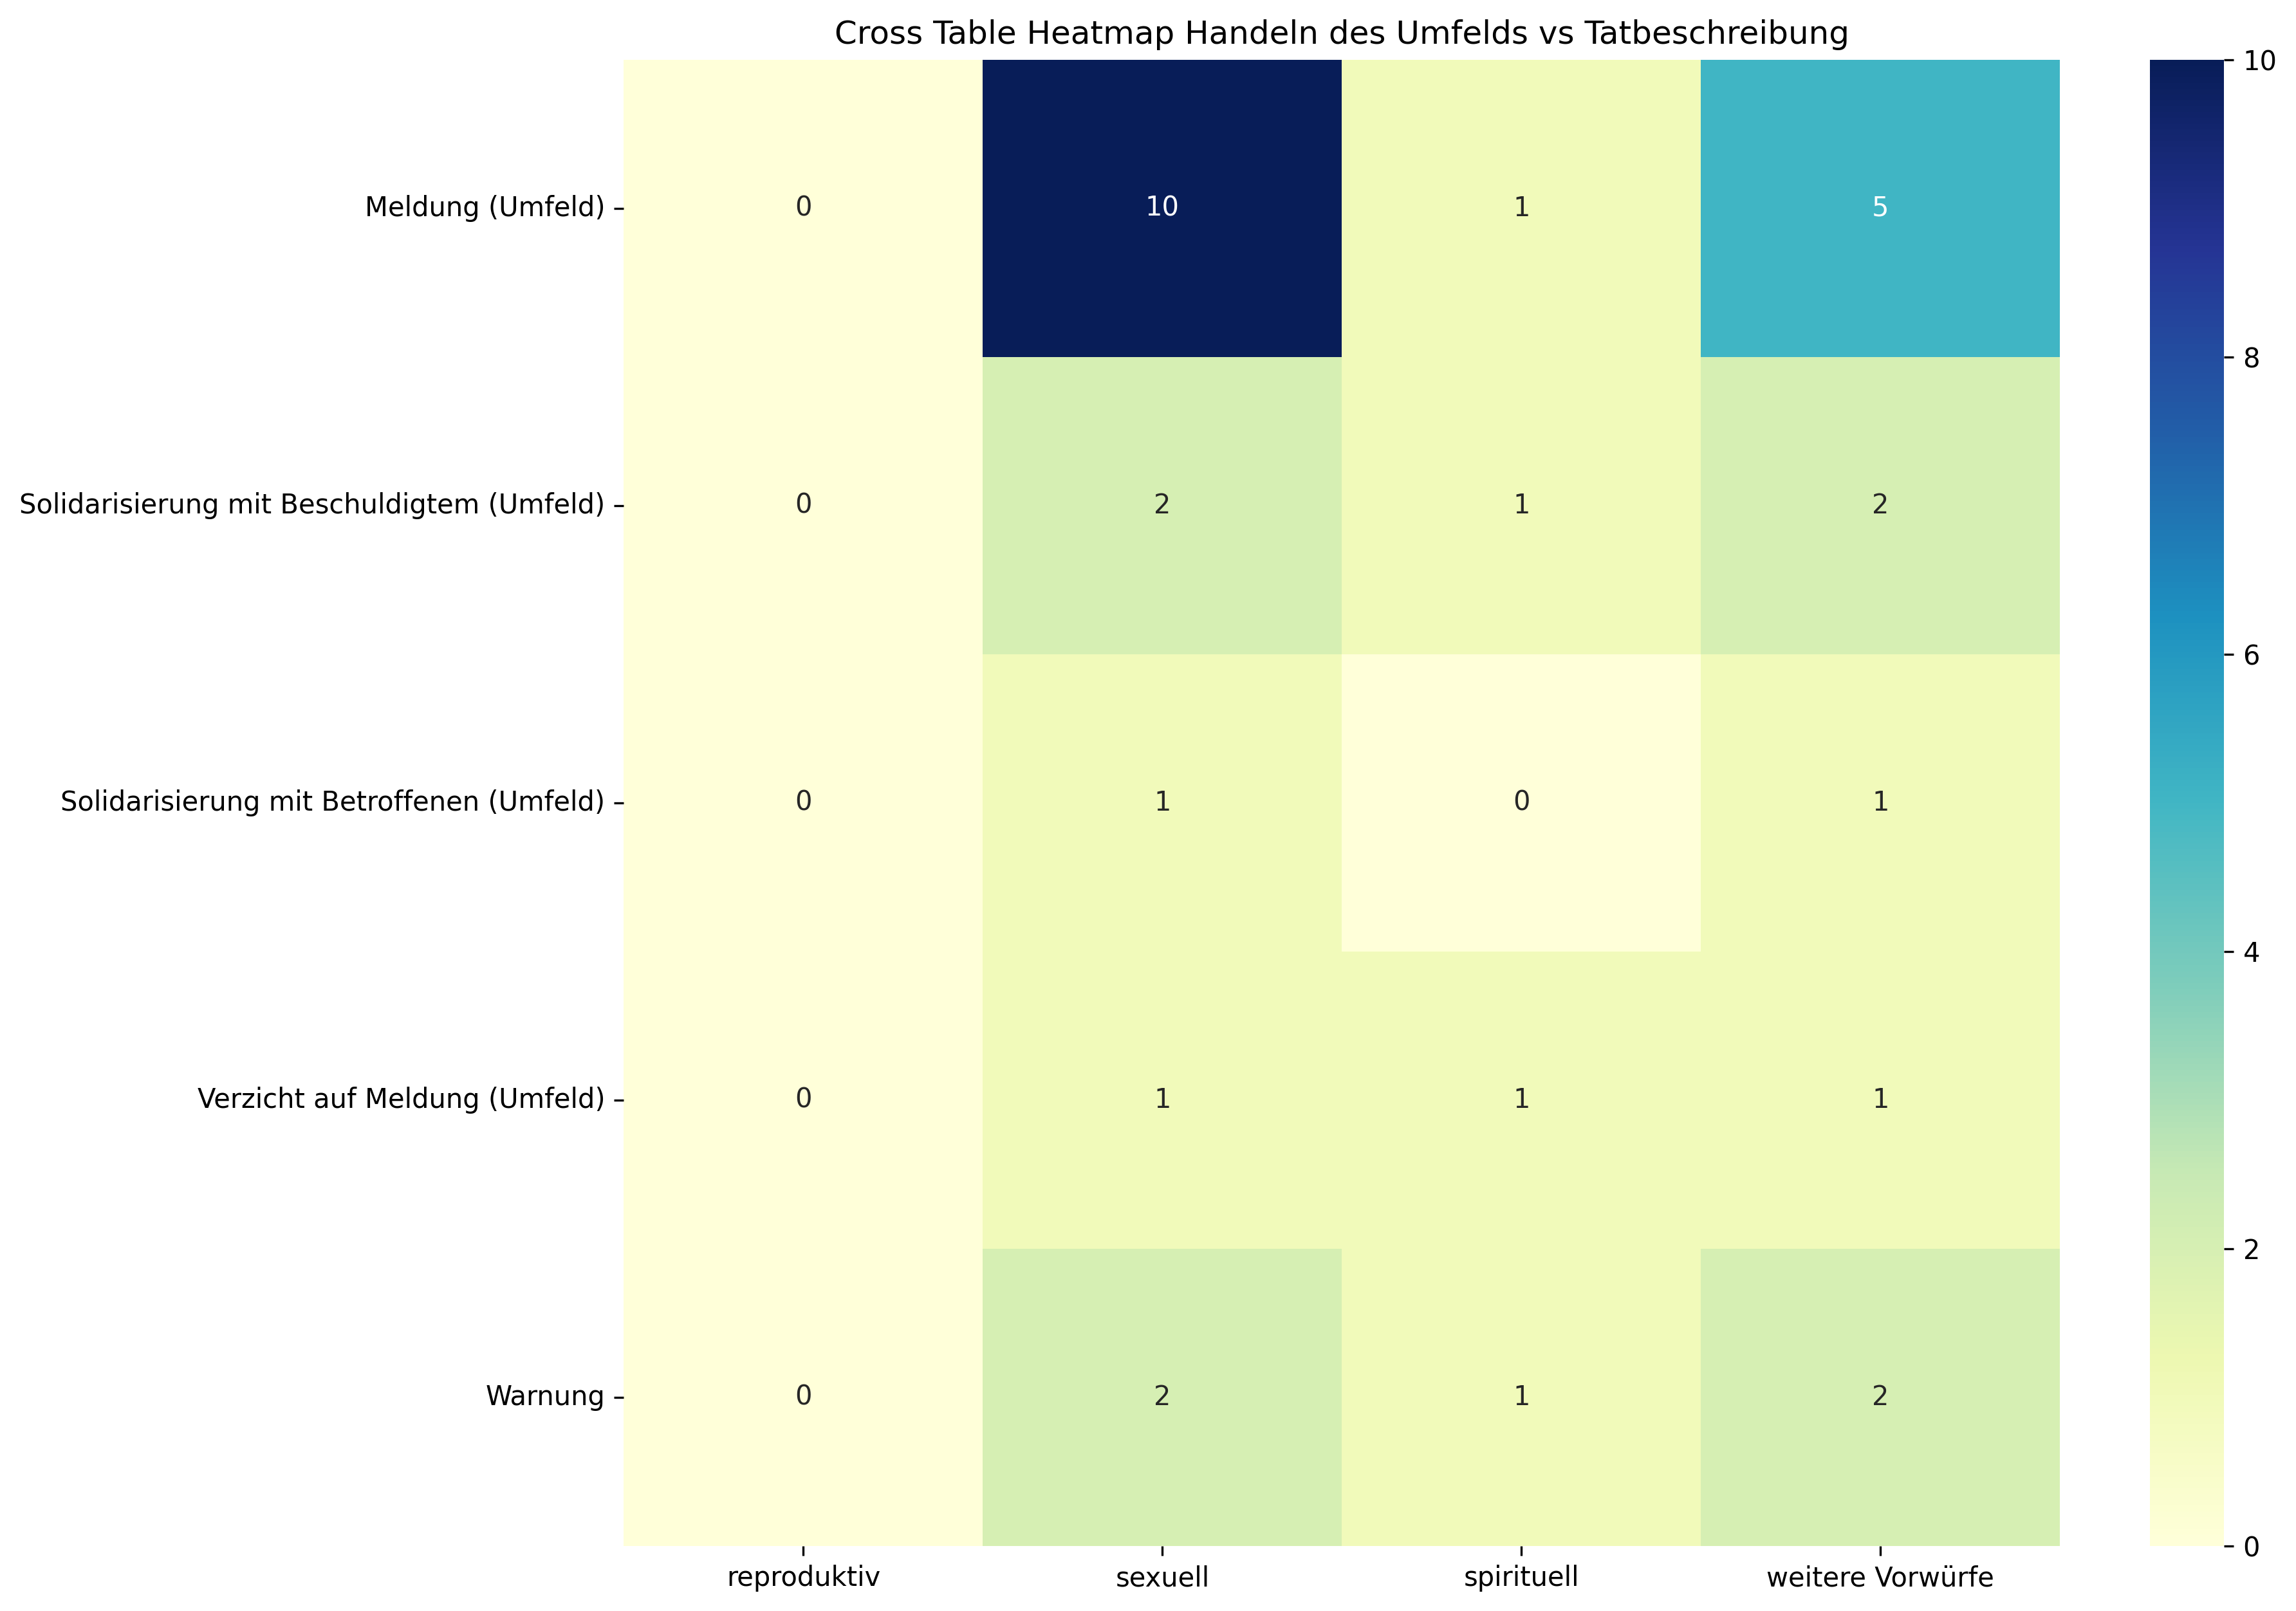 Cross Table Heatmap Handeln des Umfelds vs Tatbeschreibung
Meldung (Umfeld) 0 10 1 5
Solidarisierung mit Beschuldigtem (Umfeld) 0 2 1 2
Solidarisierung mit Betroffenen (Umfeld) 0 1 0 1
Verzicht auf Meldung (Umfeld) 0 1 1 1
Warnung 0 2 1 2
reproduktiv sexuell spirituell weitere Vorwürfe
10
8
6
4
2
0